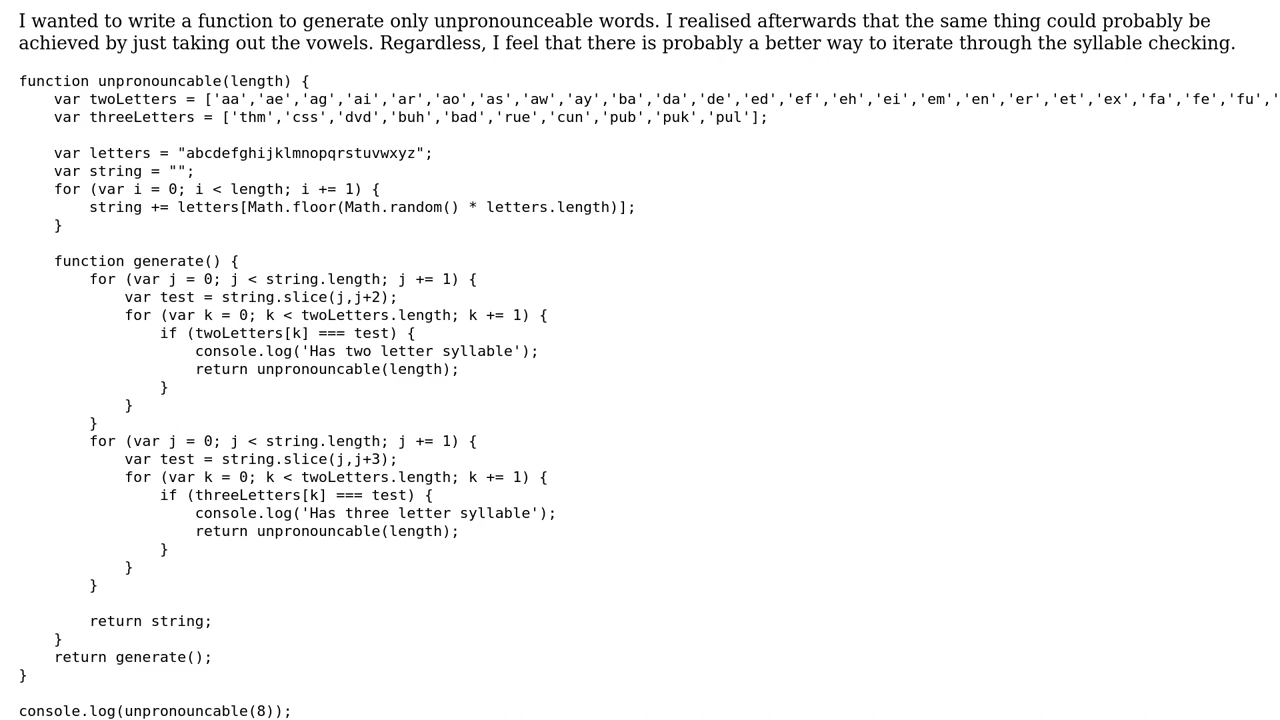 I wanted to write a function to generate only unpronounceable words. I realised afterwards that the same thing could probably be
achieved by just taking out the vowels. Regardless, I feel that there is probably a better way to iterate through the syllable checking.
function unpronouncable(length) {
    var twoLetters = ['aa','ae','ag','ai','ar','ao','as','aw','ay','ba','da','de','ed','ef','eh','ei','em','en','er','et','ex','fa','fe','fu','
    var threeLetters = ['thm','css','dvd','buh','bad','rue','cun','pub','puk','pul'];
    var letters = "abcdefghijklmnopqrstuvwxyz";
    var string = "";
    for (var i = 0; i < length; i += 1) {
        string += letters[Math.floor(Math.random() * letters.length)];
    }
    function generate() {
        for (var j = 0; j < string.length; j += 1) {
            var test = string.slice(j,j+2);
            for (var k = 0; k < twoLetters.length; k += 1) {
                if (twoLetters[k] === test) {
                    console.log('Has two letter syllable');
                    return unpronouncable(length);
                }
            }
        }
        for (var j = 0; j < string.length; j += 1) {
            var test = string.slice(j,j+3);
            for (var k = 0; k < twoLetters.length; k += 1) {
                if (threeLetters[k] === test) {
                    console.log('Has three letter syllable');
                    return unpronouncable(length);
                }
            }
        }
        return string;
    }
    return generate();
}
console.log(unpronouncable(8));